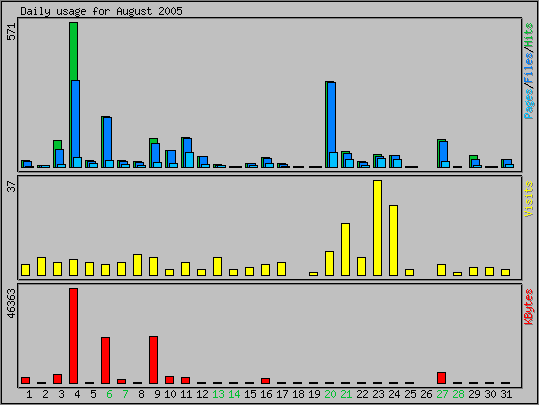 Daily usage for August 2005
571
Pages/Files/Hits
37
Visits
46363
KBytes
1 2 3 4 5 6 7 8 9 10 11 12 13 14 15 16 17 18 19 20 21 22 23 24 25 26 27 28 29 30 31